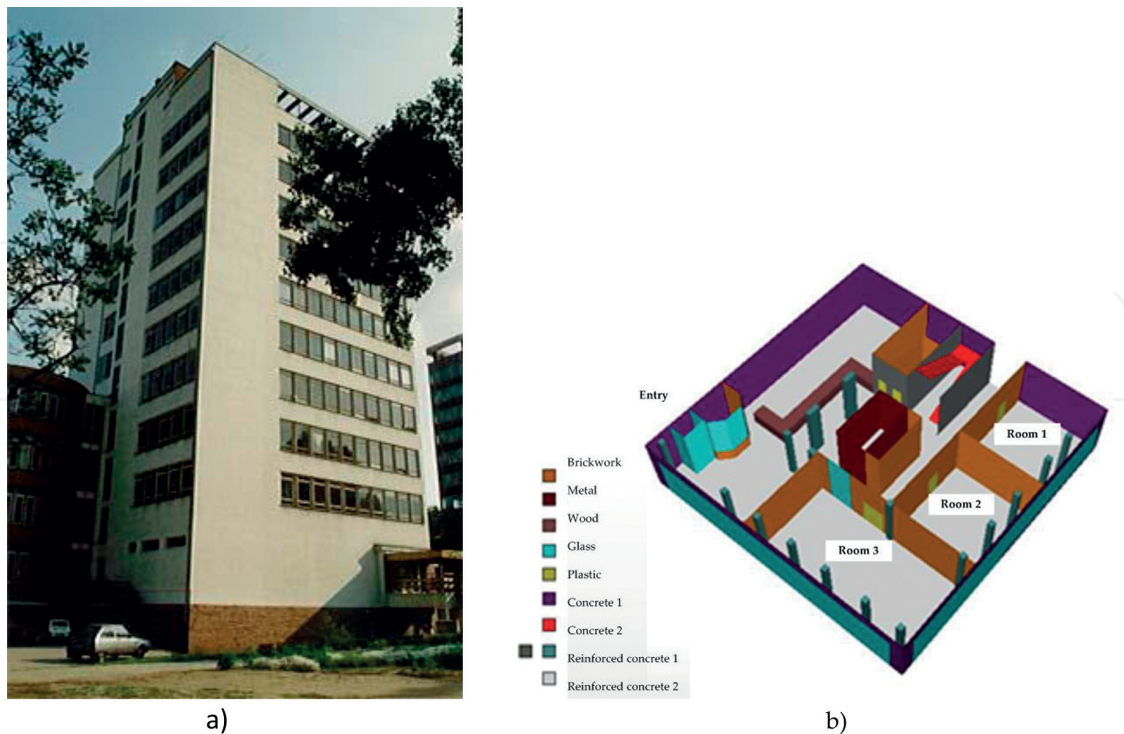 Entry
Room 1
Room 2
Room 3
Brickwork
Metal
Wood
Glass
Plastic
Concrete 1
Concrete 2
Reinforced concrete 1
Reinforced concrete 2
a)
b)